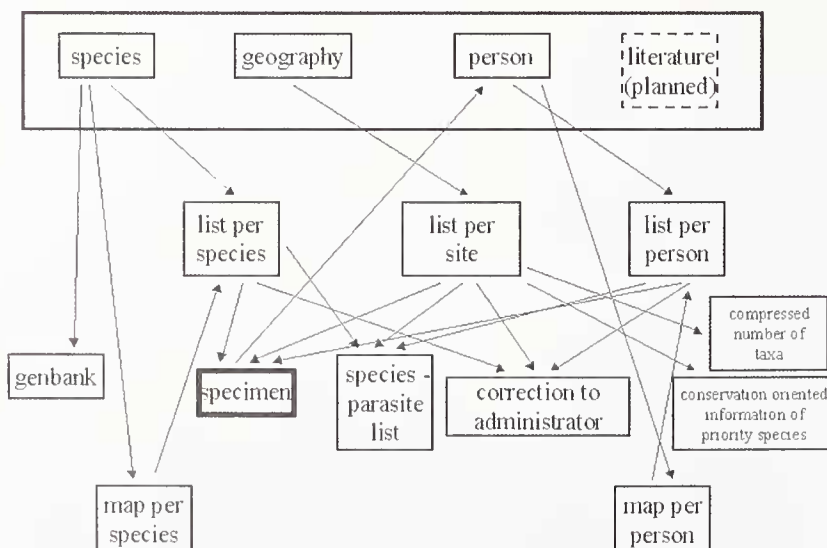 species
geography
person
literature
(planned)
list per
species
list per
site
list per
person
compressed
number of
taxa
genbank
specimen
species -
parasite
list
correction to
administrator
conservation oriented
information of
priority species
map per
species
map per
person